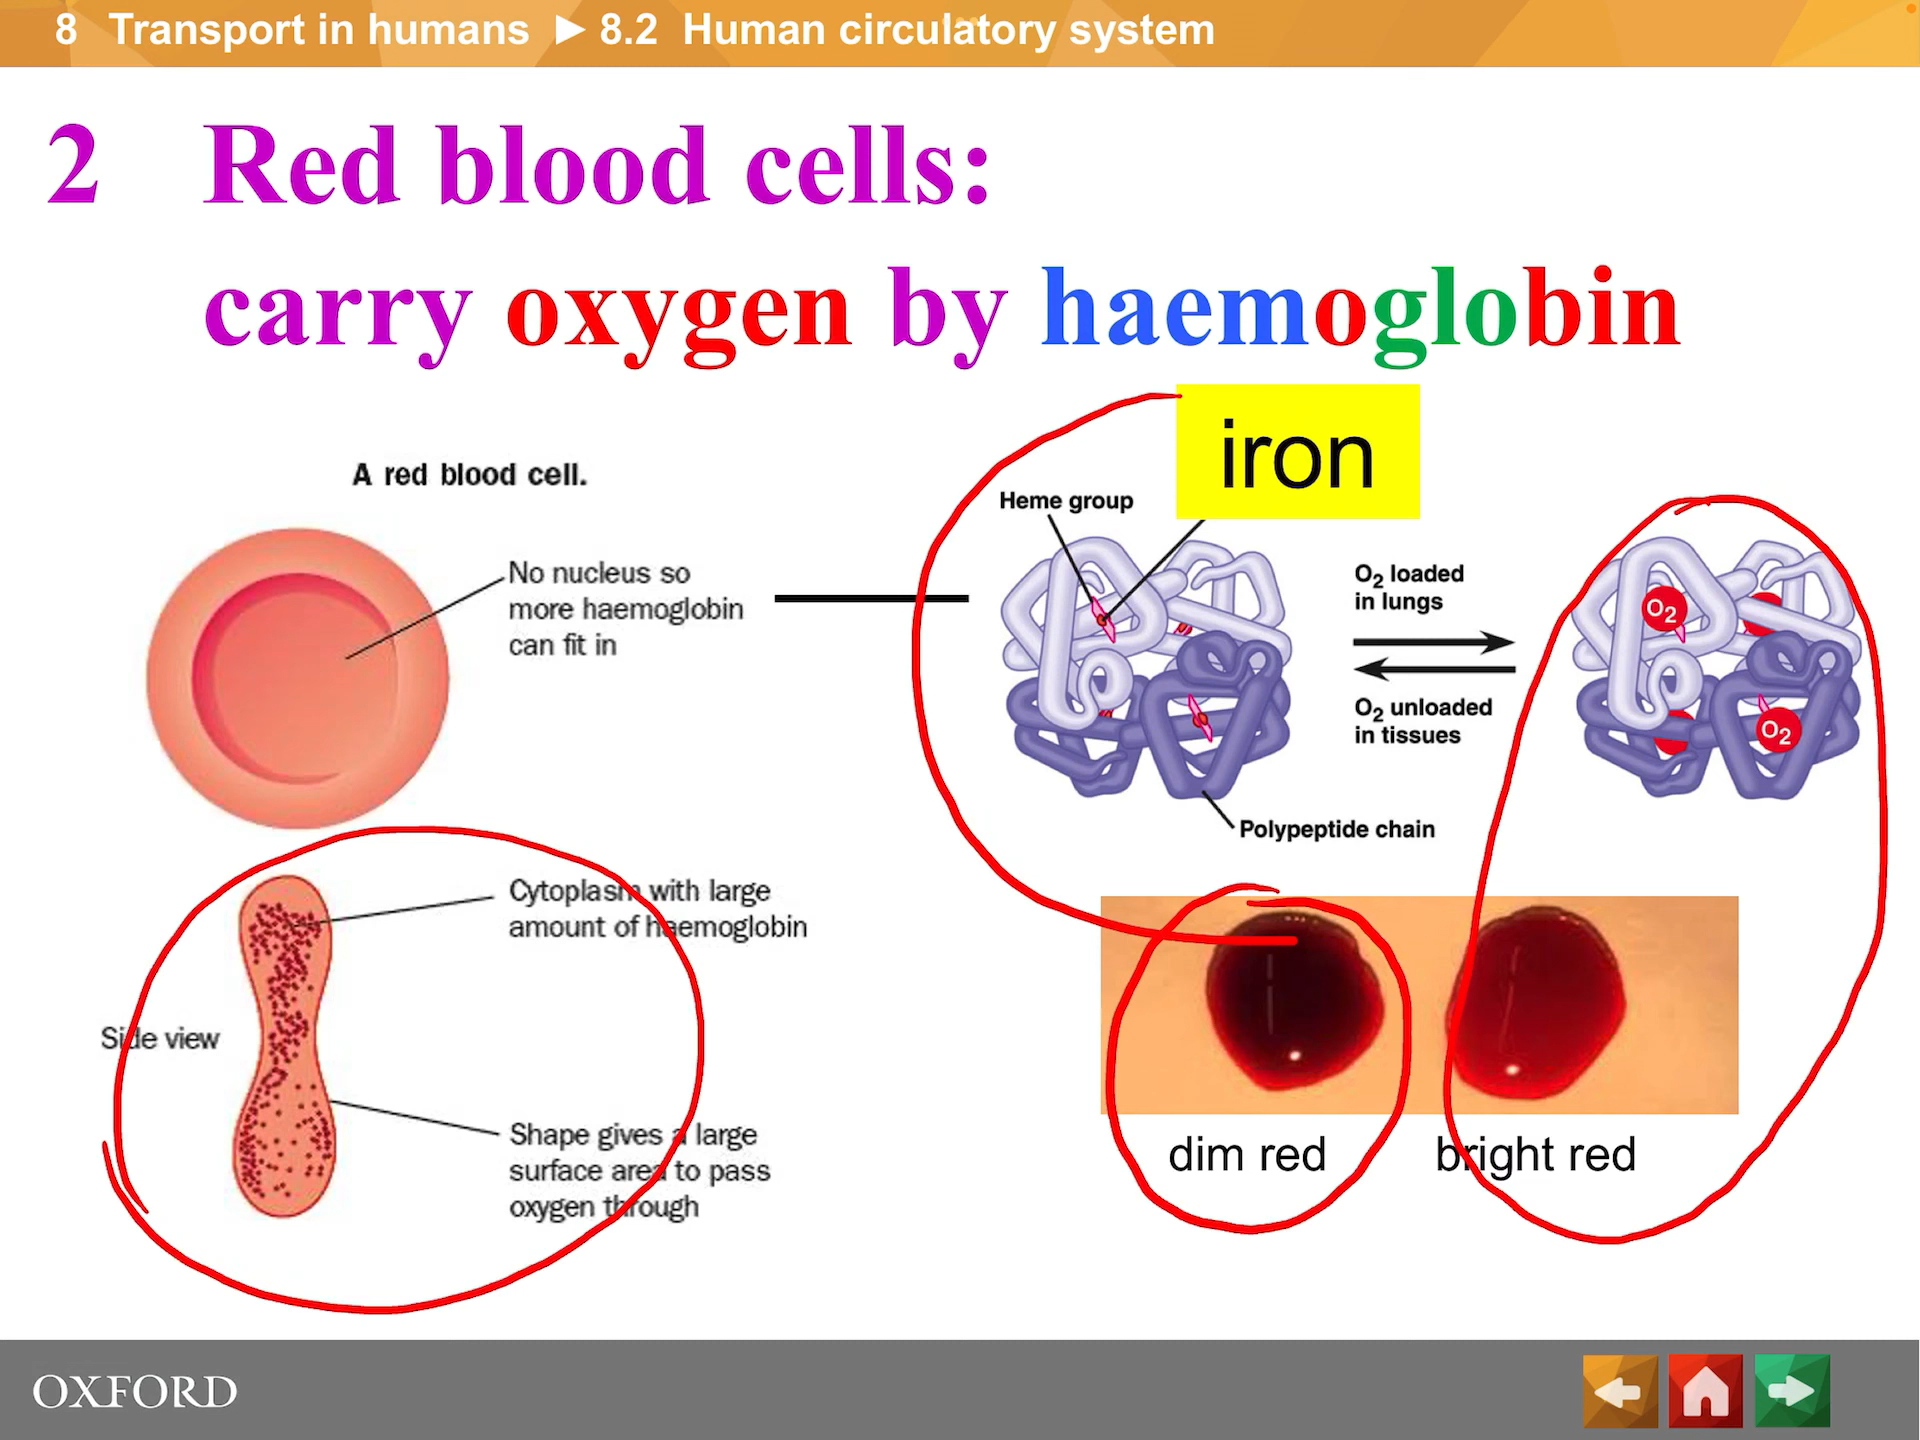 8 Transport in humans ► 8.2 Human circulatory system
2 Red blood cells:
carry oxygen by haemoglobin
A red blood cell.
No nucleus so
more haemoglobin
can fit in
Side view
Cytoplasm with large
amount of haemoglobin
Shape gives a large
surface area to pass
oxygen through
iron
Heme group
O2 loaded
in lungs
O2 unloaded
in tissues
O2
O2
Polypeptide chain
dim red
bright red
OXFORD